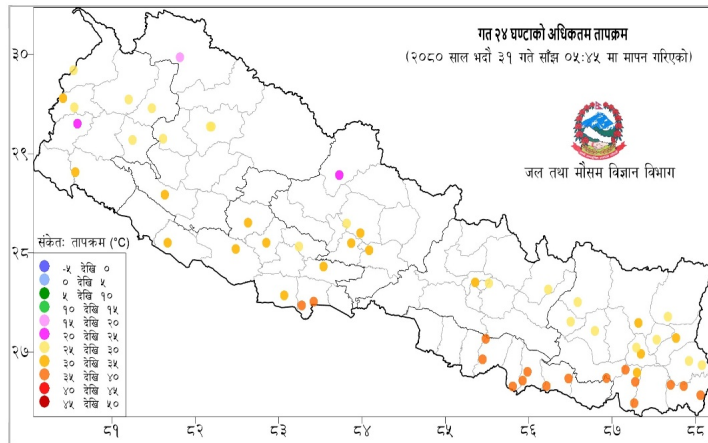 गत २४ घण्टाको अधिकतम तापक्रम
(२०८० साल भदौ ३१ गते साँझ ०५:४५ मा मापन गरिएको)
जल तथा मौसम विज्ञान विभाग
३०
२९
२८
२७
संकेतः तापक्रम (°C)
-५ देखि ०
० देखि ५
५ देखि १०
१० देखि १५
१५ देखि २०
२० देखि २५
२५ देखि ३०
३० देखि ३५
३५ देखि ४०
४० देखि ४५
४५ देखि ५०
८१ ८२ ८३ ८४ ८५ ८६ ८७ ८८